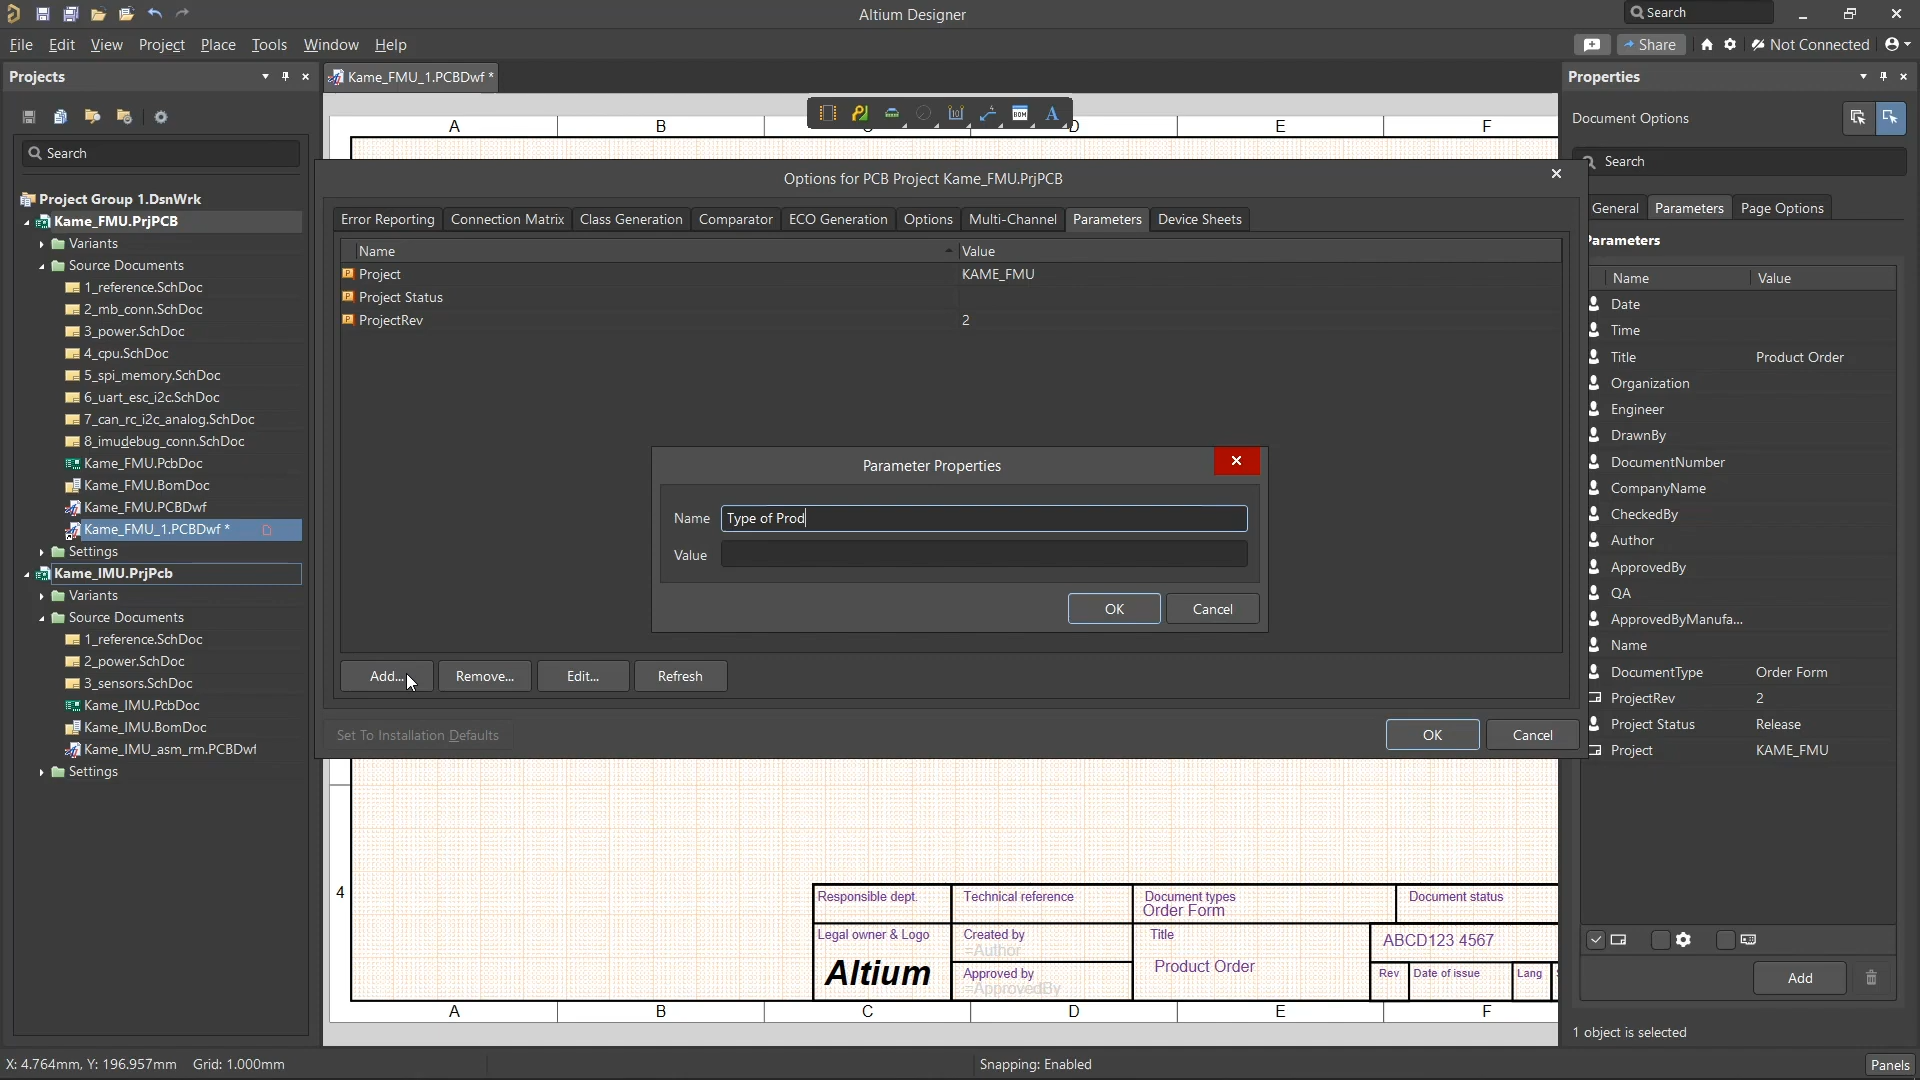 Altium Designer
Search
File Edit View Project Place Tools Window Help
Share
Not Connected
Projects
Kame_FMU_1.PCBDwf *
Properties
Document Options
Search
Search
Project Group 1.DsnWrk
Kame_FMU.PrjPCB
Variants
Source Documents
1_reference.SchDoc
2_mb_conn.SchDoc
3_power.SchDoc
4_cpu.SchDoc
5_spi_memory.SchDoc
6_uart_esc_i2c.SchDoc
7_can_rc_i2c_analog.SchDoc
8_imudebug_conn.SchDoc
Kame_FMU.PcbDoc
Kame_FMU.BomDoc
Kame_FMU.PCBDwf
Kame_FMU_1.PCBDwf *
Settings
Kame_IMU.PrjPcb
Variants
Source Documents
1_reference.SchDoc
2_power.SchDoc
3_sensors.SchDoc
Kame_IMU.PcbDoc
Kame_IMU.BomDoc
Kame_IMU_asm_rm.PCBDwf
Settings
A B D E F
Options for PCB Project Kame_FMU.PrjPCB
Error Reporting Connection Matrix Class Generation Comparator ECO Generation Options Multi-Channel Parameters Device Sheets
Name Value
Project KAME_FMU
Project Status
ProjectRev 2
Parameter Properties
Name Type of Prod
Value
OK Cancel
Add... Remove... Edit... Refresh
Set To Installation Defaults
OK Cancel
General Parameters Page Options
Parameters
Name Value
Date
Time
Title Product Order
Organization
Engineer
DrawnBy
DocumentNumber
CompanyName
CheckedBy
Author
ApprovedBy
QA
ApprovedByManufa...
Name
DocumentType Order Form
ProjectRev 2
Project Status Release
Project KAME_FMU
Add
1 object is selected
4
Responsible dept. Technical reference Document types Document status
Order Form
Legal owner & Logo Created by Title
=Author
ABCD123 4567
Altium
Product Order
Approved by
=ApprovedBy
Rev Date of issue Lang
A B C D E F
X: 4.764mm, Y: 196.957mm Grid: 1.000mm
Snapping: Enabled
Panels